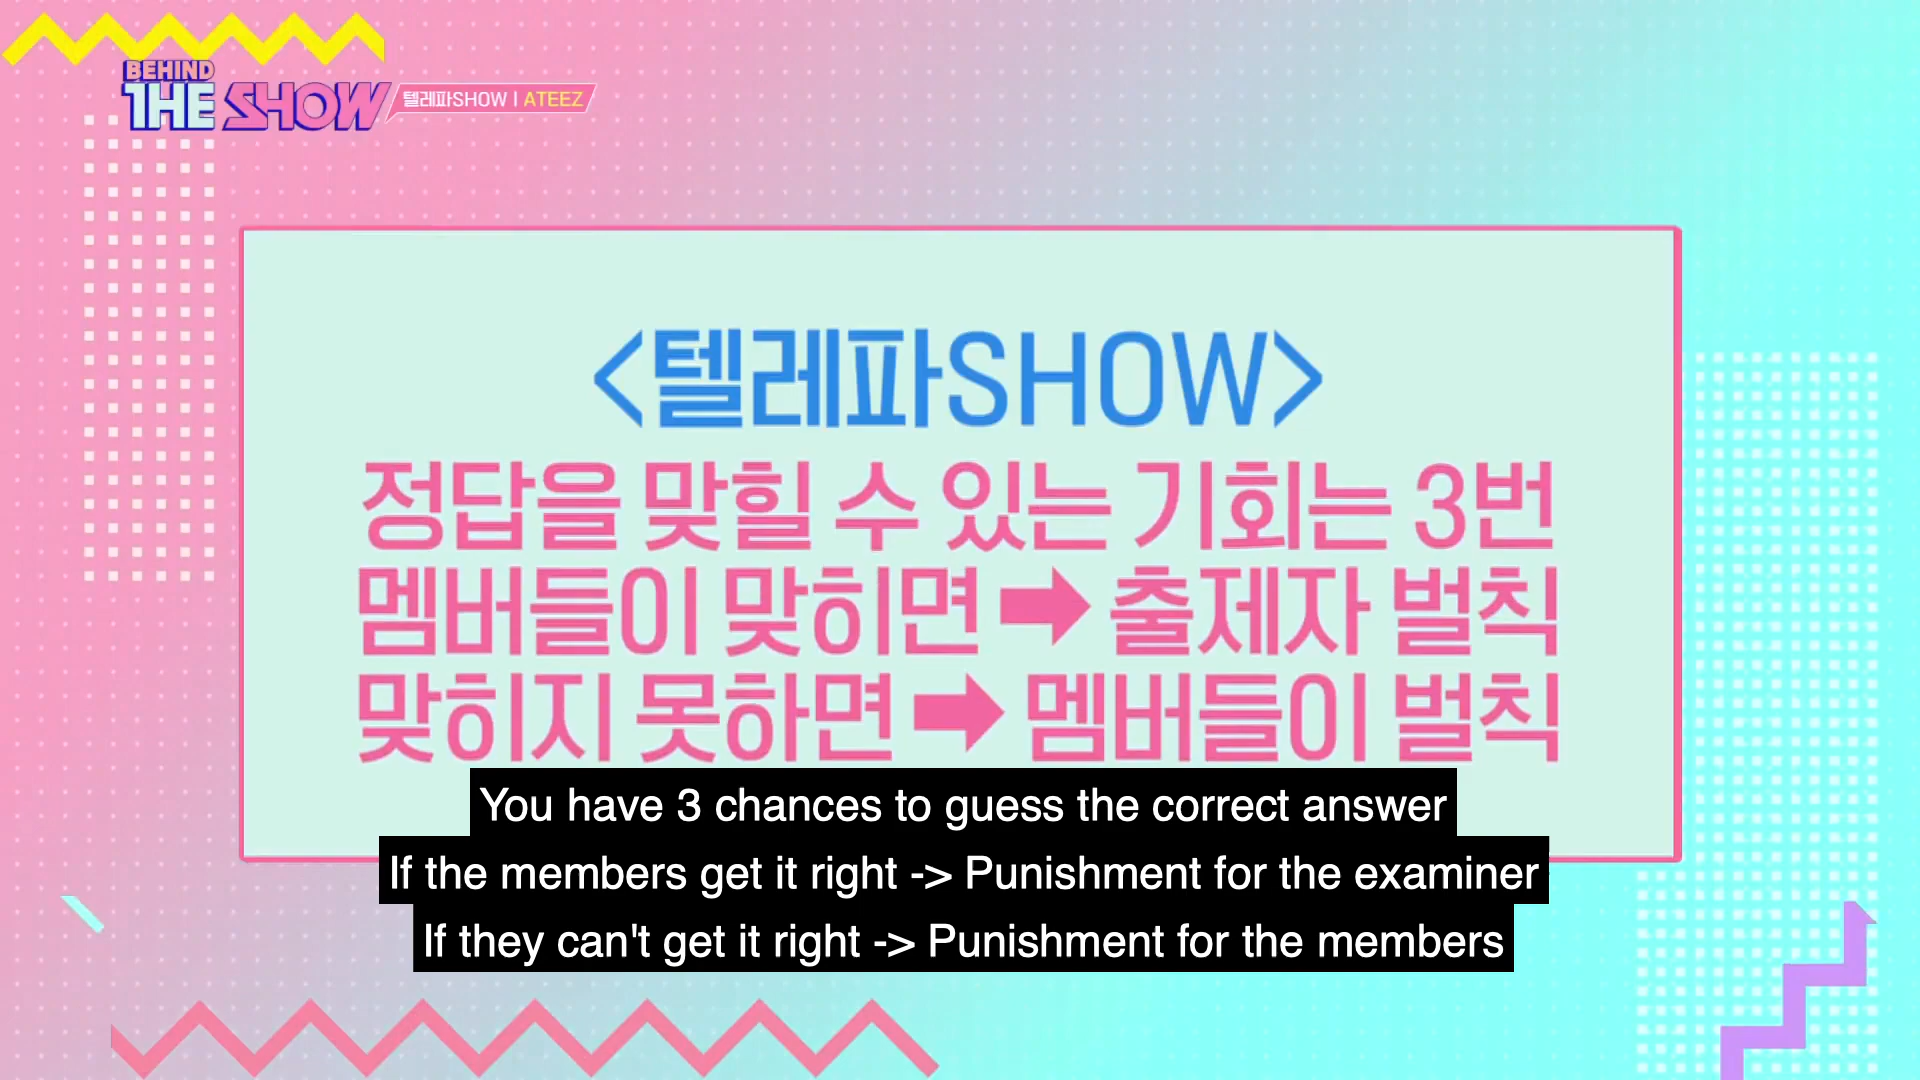 BEHIND
THE SHOW
텔레파SHOW | ATEEZ
<텔레파SHOW>
정답을 맞힐 수 있는 기회는 3번
멤버들이 맞히면 ➡ 출제자 벌칙
맞히지 못하면 ➡ 멤버들이 벌칙
You have 3 chances to guess the correct answer
If the members get it right -> Punishment for the examiner
If they can't get it right -> Punishment for the members